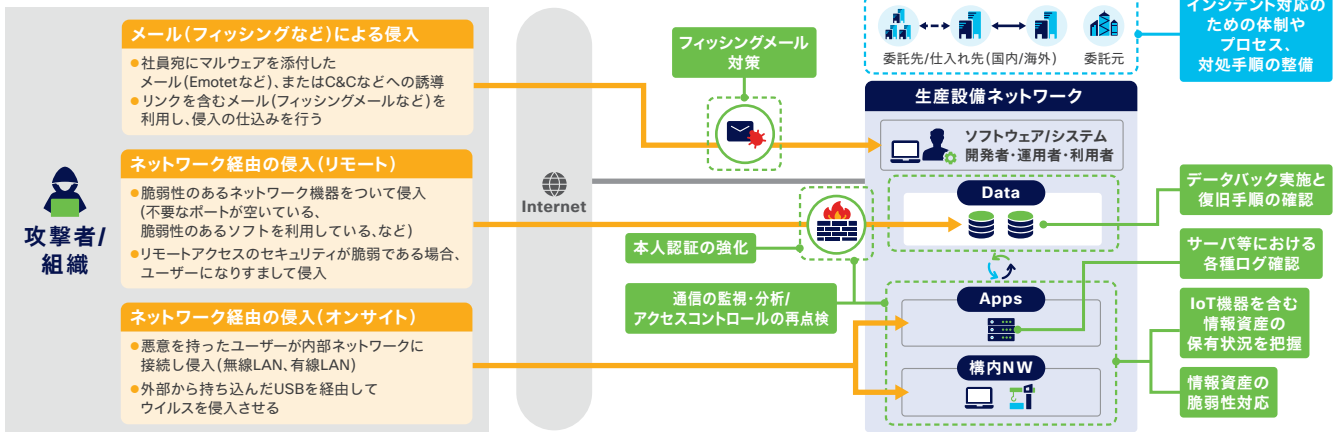 攻撃者/
組織
メール(フィッシングなど)による侵入
●社員宛にマルウェアを添付した
メール(Emotetなど)、またはC&Cなどへの誘導
●リンクを含むメール(フィッシングメールなど)を
利用し、侵入の仕込みを行う
ネットワーク経由の侵入(リモート)
●脆弱性のあるネットワーク機器をついて侵入
(不要なポートが空いている、
脆弱性のあるソフトを利用している、など)
●リモートアクセスのセキュリティが脆弱である場合、
ユーザーになりすまして侵入
ネットワーク経由の侵入(オンサイト)
●悪意を持ったユーザーが内部ネットワークに
接続し侵入(無線LAN、有線LAN)
●外部から持ち込んだUSBを経由して
ウイルスを侵入させる
Internet
フィッシングメール
対策
本人認証の強化
通信の監視・分析/
アクセスコントロールの再点検
委託先/仕入れ先(国内/海外)
委託元
生産設備ネットワーク
ソフトウェア/システム
開発者・運用者・利用者
Data
Apps
構内NW
インシデント対応の
ための体制や
プロセス、
対処手順の整備
データバック実施と
復旧手順の確認
サーバ等における
各種ログ確認
IoT機器を含む
情報資産の
保有状況を把握
情報資産の
脆弱性対応